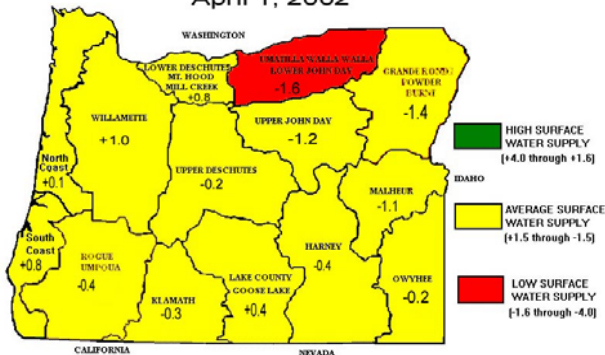 April 1, 2002
WASHINGTON
LOWER DESCHUTES
MT. HOOD
MILL CREEK
+0.8
UMATILLA WALLA WALLA
LOWER JOHN DAY
-1.6
GRANDE RONDE
POWDER
BURNT
-1.4
WILLAMETTE
+1.0
UPPER JOHN DAY
-1.2
HIGH SURFACE
WATER SUPPLY
(+4.0 through +1.6)
North
Coast
+0.1
UPPER DESCHUTES
-0.2
IDAHO
MALHEUR
-1.1
AVERAGE SURFACE
WATER SUPPLY
(+1.5 through -1.5)
South
Coast
+0.8
ROGUE
UMPQUA
-0.4
HARNEY
-0.4
KLAMATH
-0.3
LAKE COUNTY
GOOSE LAKE
+0.4
OWYHEE
-0.2
LOW SURFACE
WATER SUPPLY
(-1.6 through -4.0)
CALIFORNIA
NEVADA